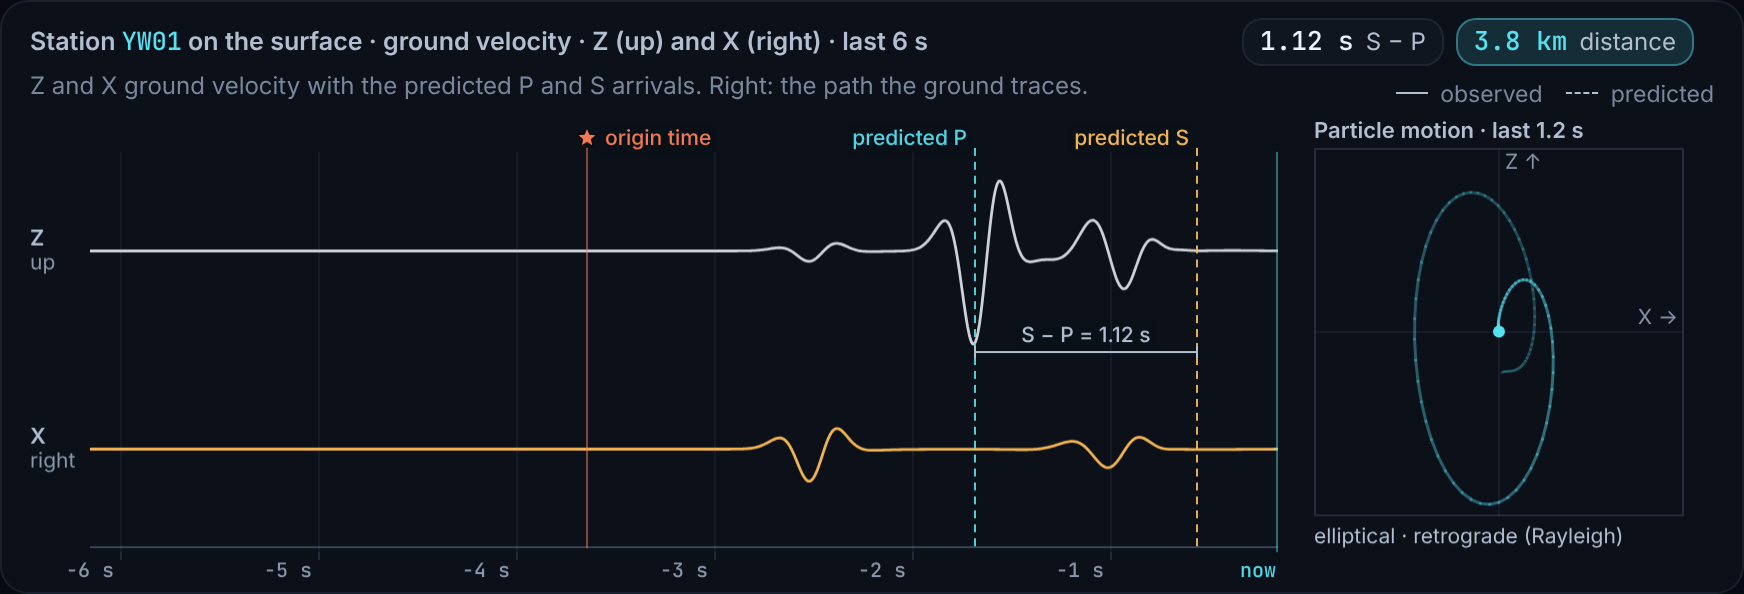 Station YW01 on the surface · ground velocity · Z (up) and X (right) · last 6 s
1.12 s S − P
3.8 km distance
Z and X ground velocity with the predicted P and S arrivals. Right: the path the ground traces.
observed
predicted
★ origin time
predicted P
predicted S
Particle motion · last 1.2 s
Z ↑
Z
up
S − P = 1.12 s
X →
X
right
elliptical · retrograde (Rayleigh)
-6 s
-5 s
-4 s
-3 s
-2 s
-1 s
now